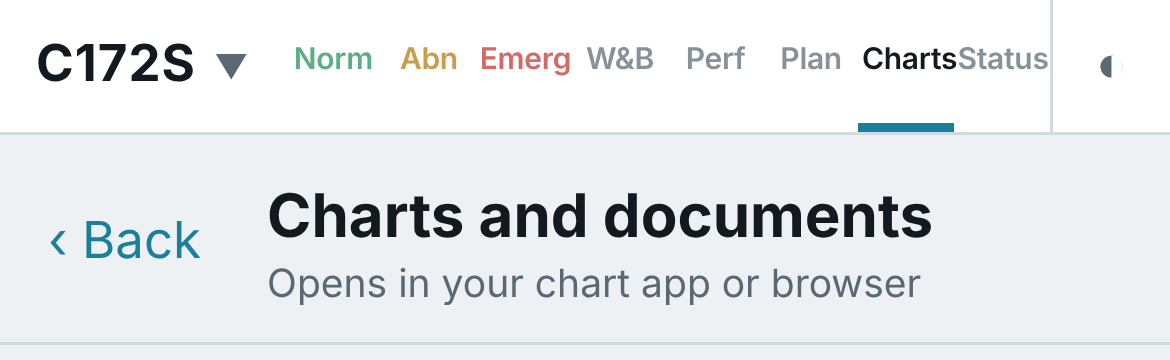 C172S ▼ Norm Abn Emerg W&B Perf Plan Charts Status
‹ Back
Charts and documents
Opens in your chart app or browser